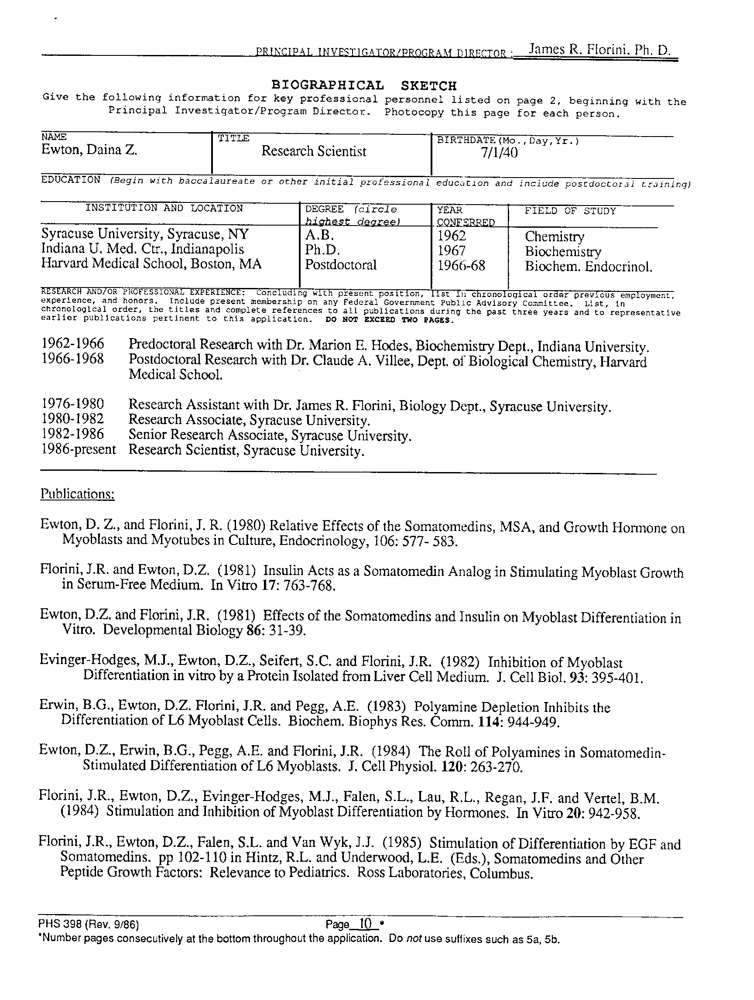 PRINCIPAL INVESTIGATOR/PROGRAM DIRECTOR: James R. Florini, Ph. D.
BIOGRAPHICAL SKETCH
Give the following information for key professional personnel listed on page 2, beginning with the
Principal Investigator/Program Director. Photocopy this page for each person.
NAME TITLE BIRTHDATE (Mo., Day, Yr.)
Ewton, Daina Z. Research Scientist 7/1/40
EDUCATION (Begin with baccalaureate or other initial professional education and include postdoctoral training)
INSTITUTION AND LOCATION DEGREE (circle highest degree) YEAR CONFERRED FIELD OF STUDY
Syracuse University, Syracuse, NY A.B. 1962 Chemistry
Indiana U. Med. Ctr., Indianapolis Ph.D. 1967 Biochemistry
Harvard Medical School, Boston, MA Postdoctoral 1966-68 Biochem. Endocrinol.
RESEARCH AND/OR PROFESSIONAL EXPERIENCE: Concluding with present position, list in chronological order previous employment,
experience, and honors. Include present membership on any Federal Government Public Advisory Committee. List, in
chronological order, the titles and complete references to all publications during the past three years and to representative
earlier publications pertinent to this application. DO NOT EXCEED TWO PAGES.
1962-1966 Predoctoral Research with Dr. Marion E. Hodes, Biochemistry Dept., Indiana University.
1966-1968 Postdoctoral Research with Dr. Claude A. Villee, Dept. of Biological Chemistry, Harvard
Medical School.
1976-1980 Research Assistant with Dr. James R. Florini, Biology Dept., Syracuse University.
1980-1982 Research Associate, Syracuse University.
1982-1986 Senior Research Associate, Syracuse University.
1986-present Research Scientist, Syracuse University.
Publications:
Ewton, D. Z., and Florini, J. R. (1980) Relative Effects of the Somatomedins, MSA, and Growth Hormone on
Myoblasts and Myotubes in Culture, Endocrinology, 106: 577- 583.
Florini, J.R. and Ewton, D.Z. (1981) Insulin Acts as a Somatomedin Analog in Stimulating Myoblast Growth
in Serum-Free Medium. In Vitro 17: 763-768.
Ewton, D.Z. and Florini, J.R. (1981) Effects of the Somatomedins and Insulin on Myoblast Differentiation in
Vitro. Developmental Biology 86: 31-39.
Evinger-Hodges, M.J., Ewton, D.Z., Seifert, S.C. and Florini, J.R. (1982) Inhibition of Myoblast
Differentiation in vitro by a Protein Isolated from Liver Cell Medium. J. Cell Biol. 93: 395-401.
Erwin, B.G., Ewton, D.Z. Florini, J.R. and Pegg, A.E. (1983) Polyamine Depletion Inhibits the
Differentiation of L6 Myoblast Cells. Biochem. Biophys Res. Comm. 114: 944-949.
Ewton, D.Z., Erwin, B.G., Pegg, A.E. and Florini, J.R. (1984) The Roll of Polyamines in Somatomedin-
Stimulated Differentiation of L6 Myoblasts. J. Cell Physiol. 120: 263-270.
Florini, J.R., Ewton, D.Z., Evinger-Hodges, M.J., Falen, S.L., Lau, R.L., Regan, J.F. and Vertel, B.M.
(1984) Stimulation and Inhibition of Myoblast Differentiation by Hormones. In Vitro 20: 942-958.
Florini, J.R., Ewton, D.Z., Falen, S.L. and Van Wyk, J.J. (1985) Stimulation of Differentiation by EGF and
Somatomedins. pp 102-110 in Hintz, R.L. and Underwood, L.E. (Eds.), Somatomedins and Other
Peptide Growth Factors: Relevance to Pediatrics. Ross Laboratories, Columbus.
PHS 398 (Rev. 9/86) Page 10 *
*Number pages consecutively at the bottom throughout the application. Do not use suffixes such as 5a, 5b.